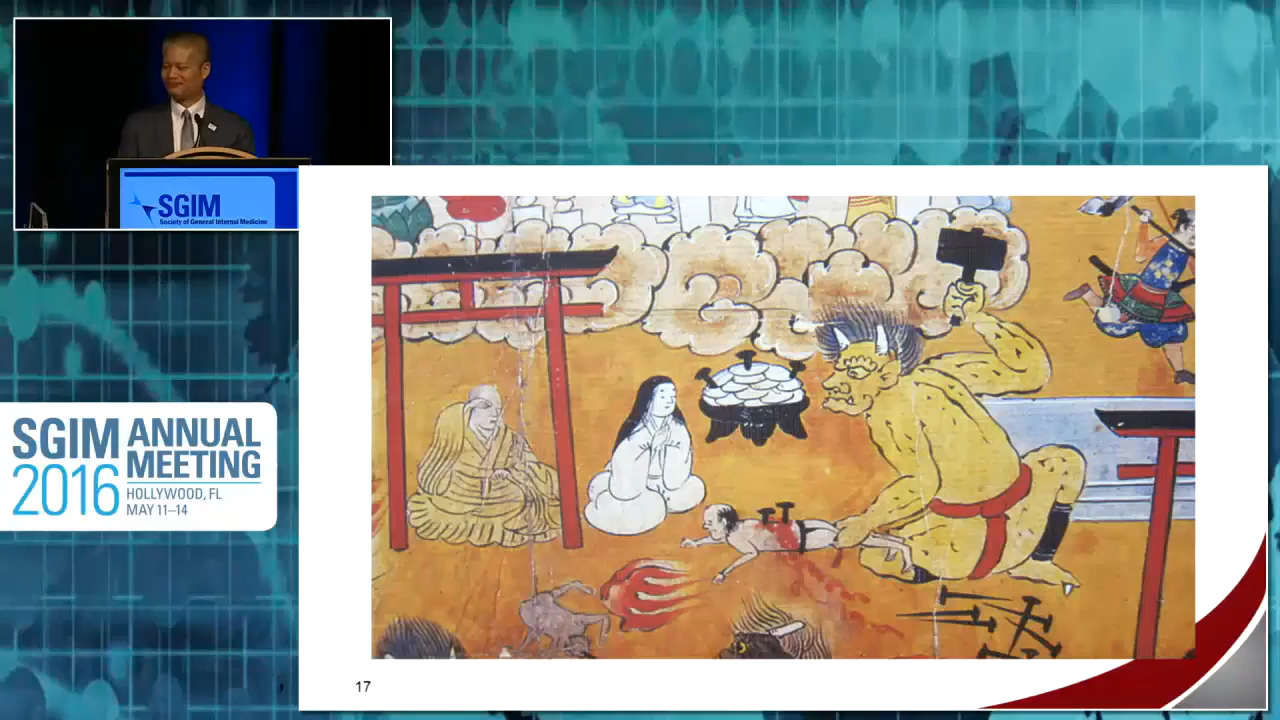 SGIM
Society of General Internal Medicine
SGIM ANNUAL
2016 MEETING
HOLLYWOOD, FL
MAY 11–14
17